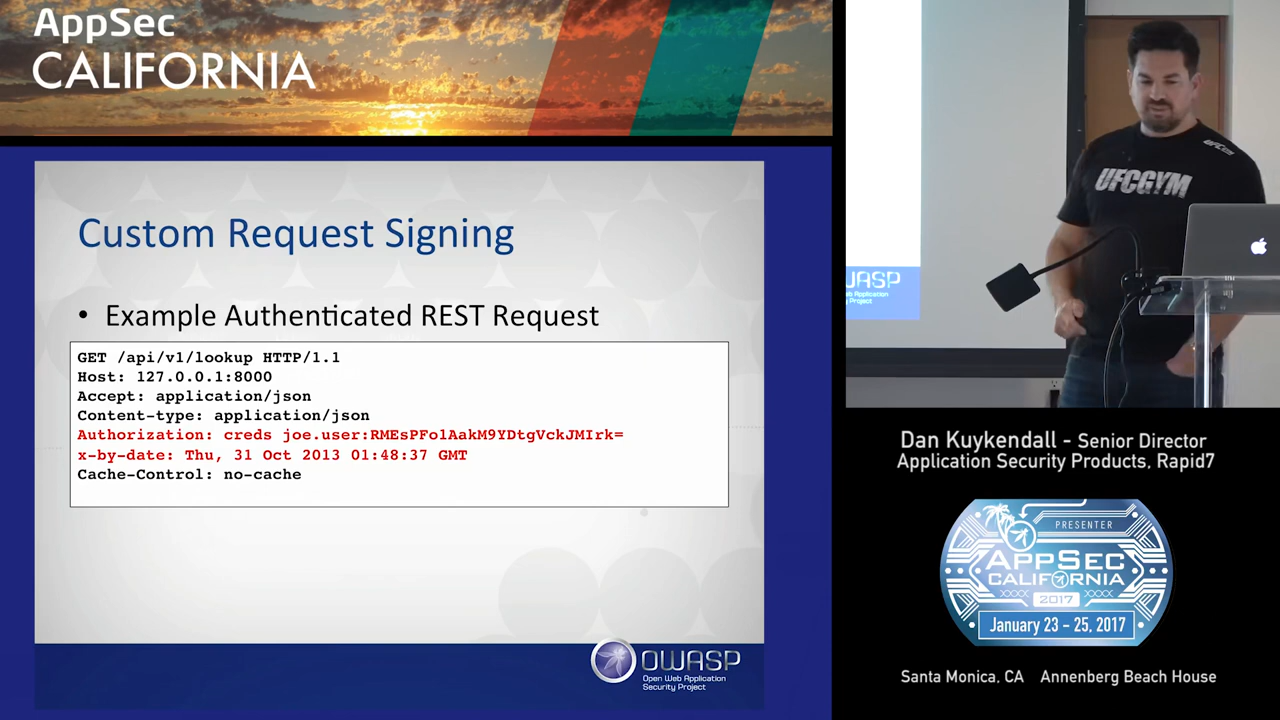 AppSec
CALIFORNIA
Custom Request Signing
• Example Authenticated REST Request
GET /api/v1/lookup HTTP/1.1
Host: 127.0.0.1:8000
Accept: application/json
Content-type: application/json
Authorization: creds joe.user:RMEsPFolAakM9YDtgVckJMIrk=
x-by-date: Thu, 31 Oct 2013 01:48:37 GMT
Cache-Control: no-cache
OWASP
Open Web Application
Security Project
UFCGYM
WASP
Web Application
Project
Dan Kuykendall - Senior Director
Application Security Products, Rapid7
PRESENTER
APPSEC
CALIFORNIA
2017
January 23 - 25, 2017
Santa Monica, CA Annenberg Beach House